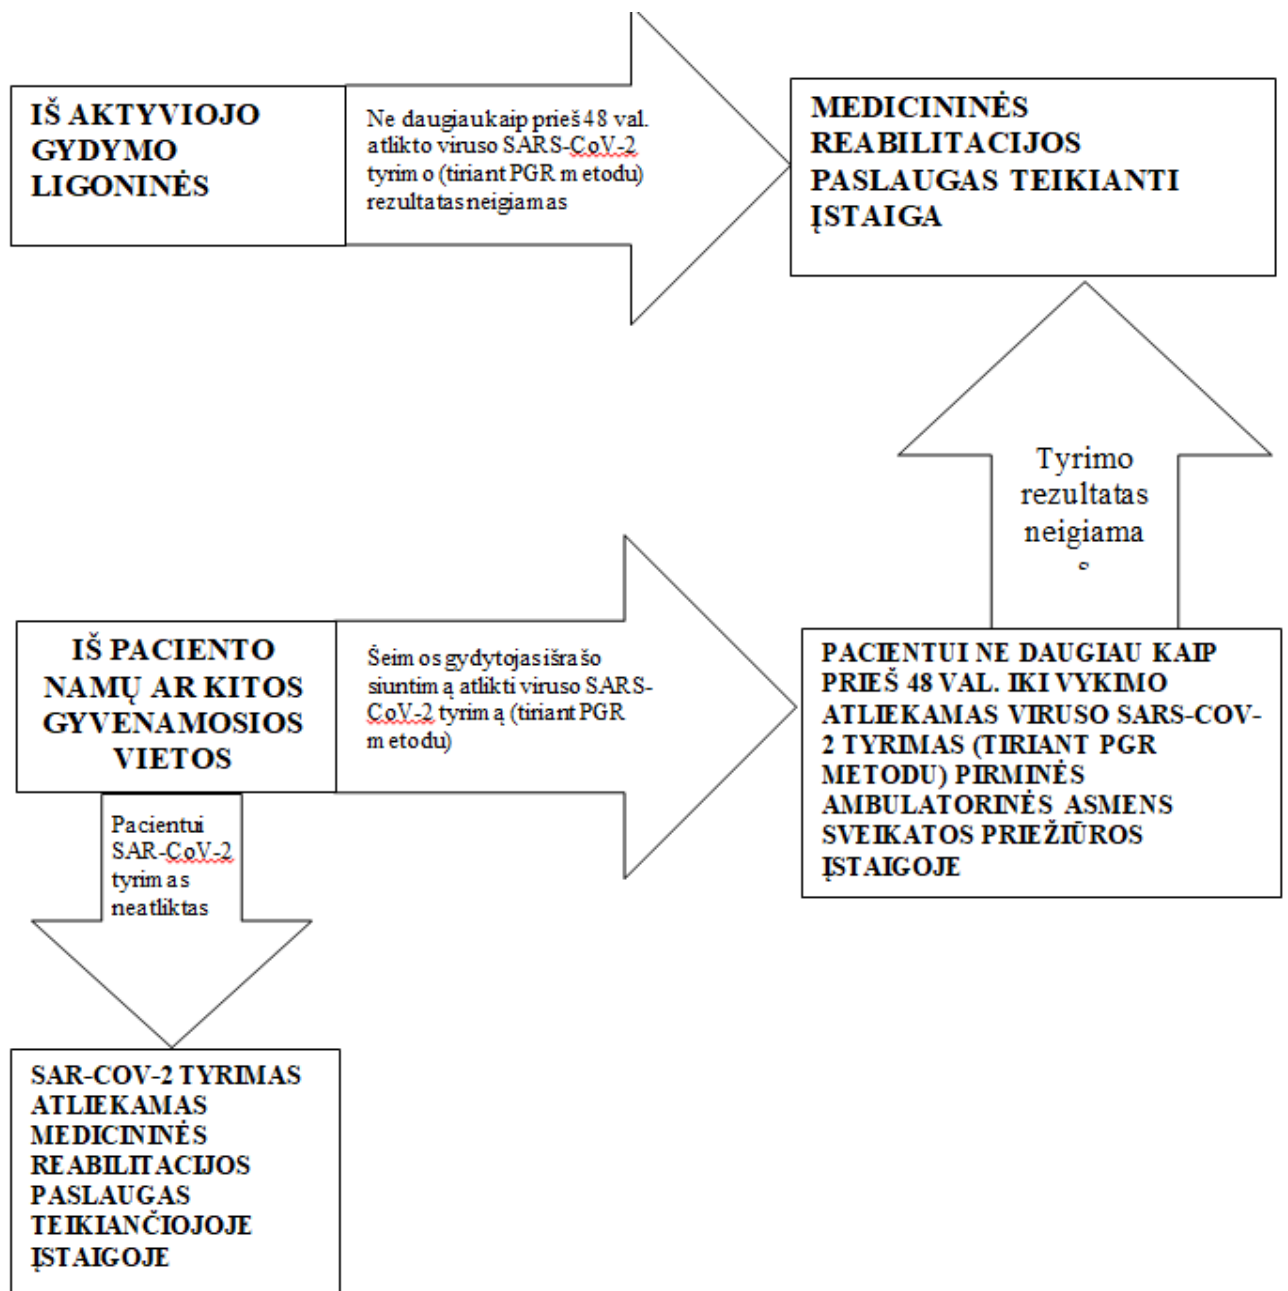 IŠ AKTYVIOJO
GYDYMO
LIGONINĖS
Ne daugiau kaip prieš 48 val.
atlikto viruso SARS-CoV-2
tyrimo (tiriant PGR metodu)
rezultatas neigiamas
MEDICININĖS
REABILITACIJOS
PASLAUGAS TEIKIANTI
ĮSTAIGA
Tyrimo
rezultatas
neigiama
s
IŠ PACIENTO
NAMŲ AR KITOS
GYVENAMOSIOS
VIETOS
Šeimos gydytojas išrašo
siuntimą atlikti viruso SARS-
CoV-2 tyrimą (tiriant PGR
metodu)
PACIENTUI NE DAUGIAU KAIP
PRIEŠ 48 VAL. IKI VYKIMO
ATLIEKAMAS VIRUSO SARS-COV-
2 TYRIMAS (TIRIANT PGR
METODU) PIRMINĖS
AMBULATORINĖS ASMENS
SVEIKATOS PRIEŽIŪROS
ĮSTAIGOJE
Pacientui
SAR-CoV-2
tyrimas
neatliktas
SAR-COV-2 TYRIMAS
ATLIEKAMAS
MEDICININĖS
REABILITACIJOS
PASLAUGAS
TEIKIANČIOJOJE
ĮSTAIGOJE